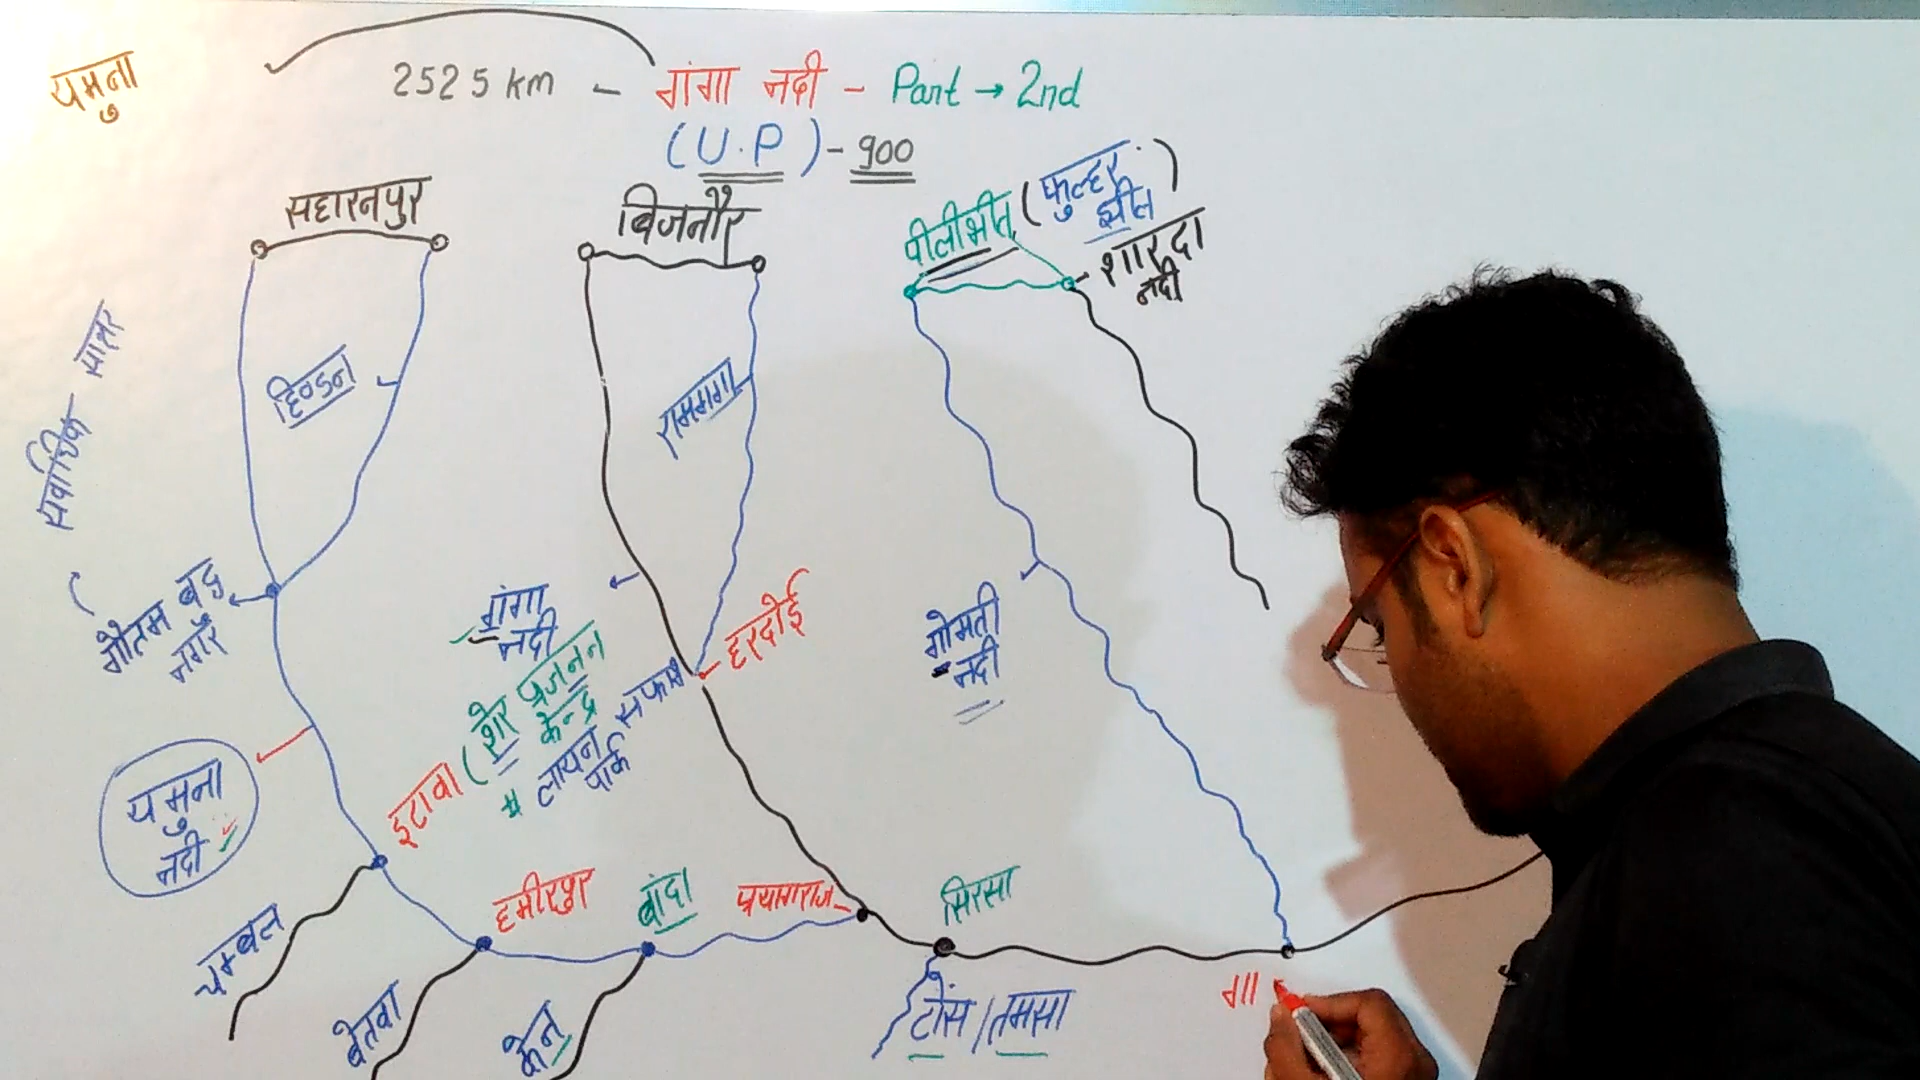 यमुना
2525 km - गंगा नदी - Part → 2nd
(U.P) - 900
सहारनपुर
बिजनौर
पीलीभीत (फुल्हर झील)
शारदा
नदी
सर्वाधिक
हिण्डन
रामगंगा
गौतम बुद्ध
नगर
गंगा
नदी
हरदोई
गोमती
नदी
इटावा (शेर प्रजनन
केन्द्र
# लायन सफारी
पार्क
यमुना
नदी
हमीरपुर
बांदा
प्रयागराज
सिरसा
चम्बल
बेतवा
केन
टोंस / तमसा
गा